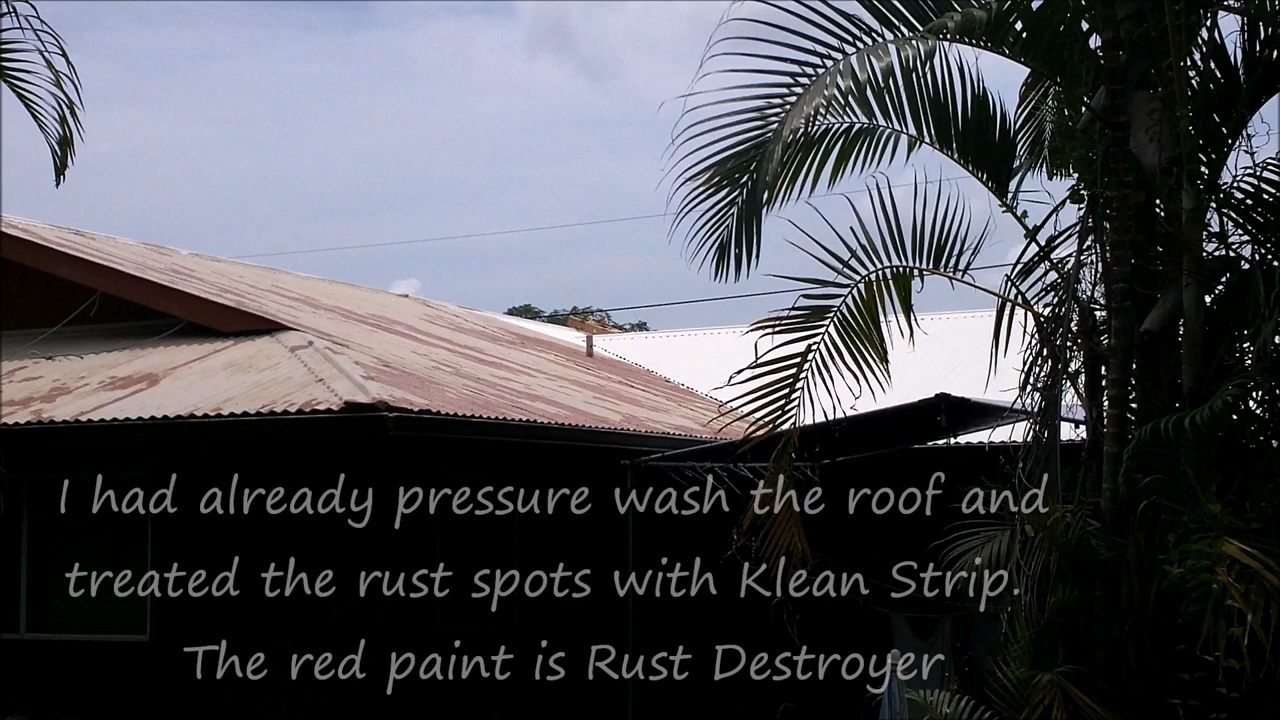 I had already pressure wash the roof and
treated the rust spots with Klean Strip.
The red paint is Rust Destroyer